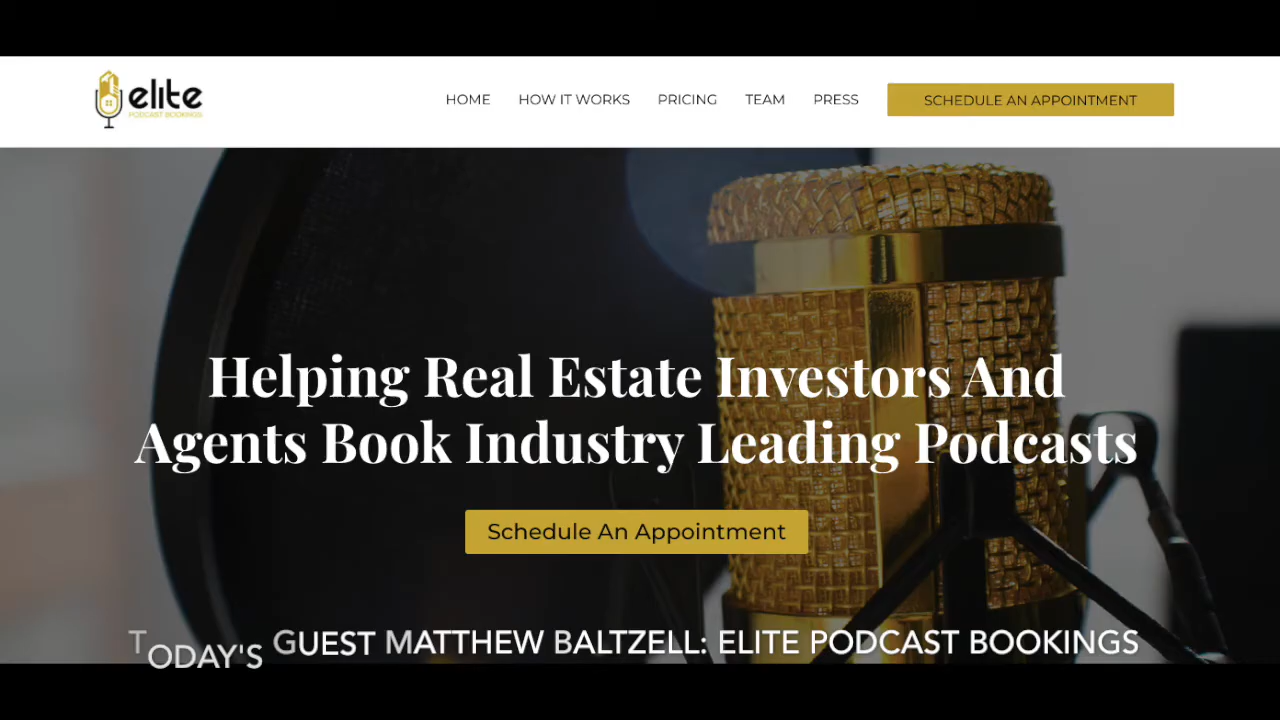 elite
PODCAST BOOKINGS
HOME HOW IT WORKS PRICING TEAM PRESS SCHEDULE AN APPOINTMENT
Helping Real Estate Investors And
Agents Book Industry Leading Podcasts
Schedule An Appointment
TODAY'S GUEST MATTHEW BALTZELL: ELITE PODCAST BOOKINGS